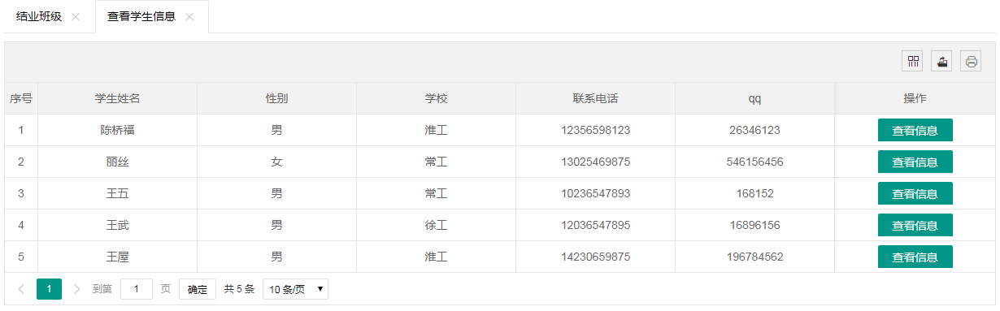 结业班级 查看学生信息
序号 学生姓名 性别 学校 联系电话 qq 操作
1 陈桥福 男 淮工 12356598123 26346123 查看信息
2 丽丝 女 常工 13025469875 546156456 查看信息
3 王五 男 常工 10236547893 168152 查看信息
4 王武 男 徐工 12036547895 16896156 查看信息
5 王屋 男 淮工 14230659875 196784562 查看信息
1 到第 1 页 确定 共 5 条 10 条/页